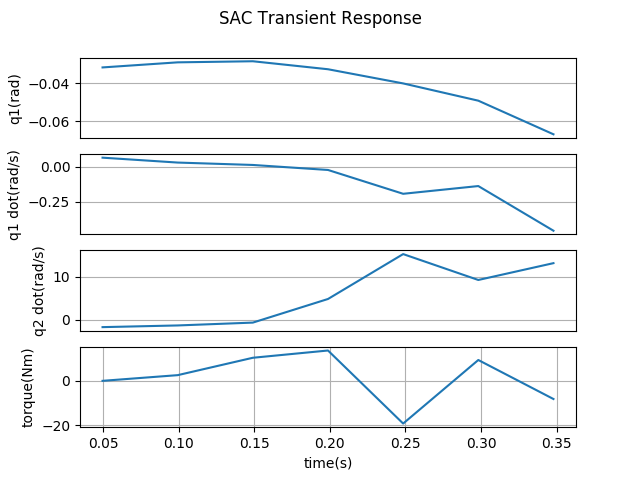 SAC Transient Response
q1(rad)
−0.04
−0.06
q1 dot(rad/s)
0.00
−0.25
q2 dot(rad/s)
10
0
torque(Nm)
0
−20
0.05 0.10 0.15 0.20 0.25 0.30 0.35
time(s)